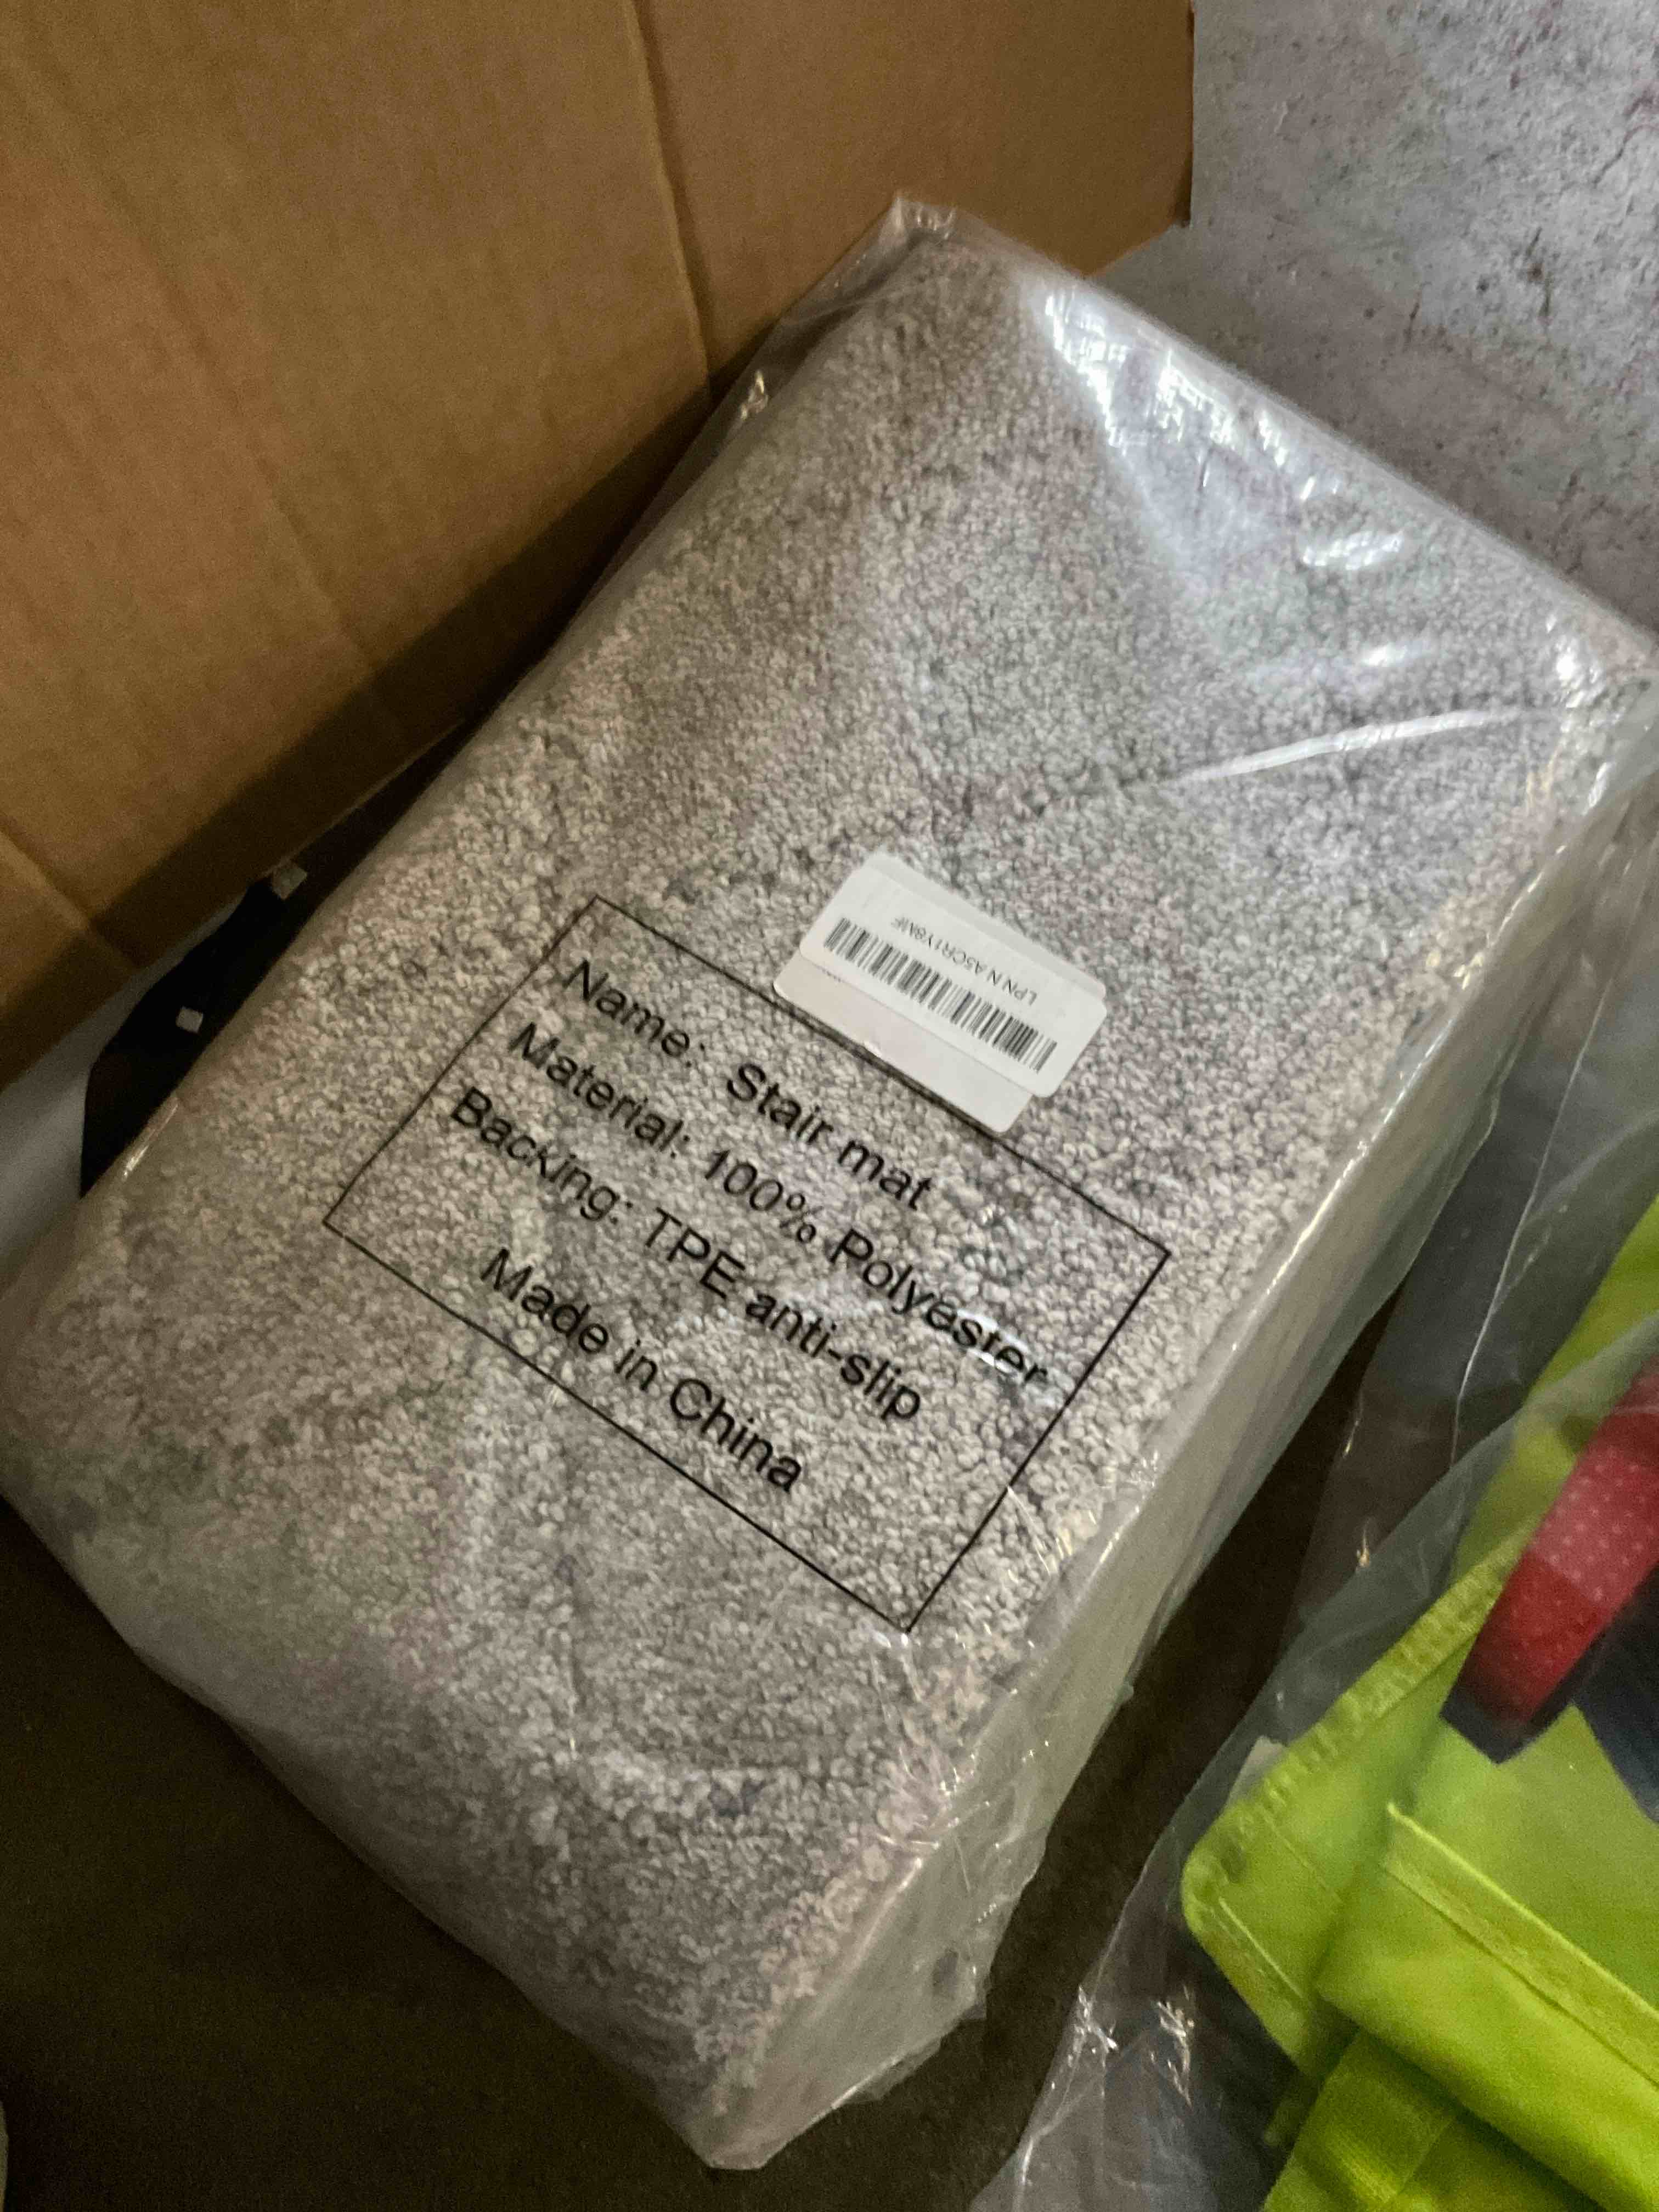 Name: Stair mat
Material: 100% Polyester
Backing: TPE anti-slip
Made in China